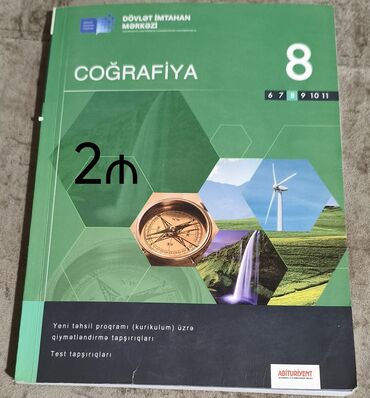 DÖVLƏT İMTAHAN
MƏRKƏZİ
COĞRAFİYA
8
6 7 8 9 10 11
2₼
Yeni təhsil proqramı (kurikulum) üzrə
qiymətləndirmə tapşırıqları
Test tapşırıqları
ABİTURİYENT